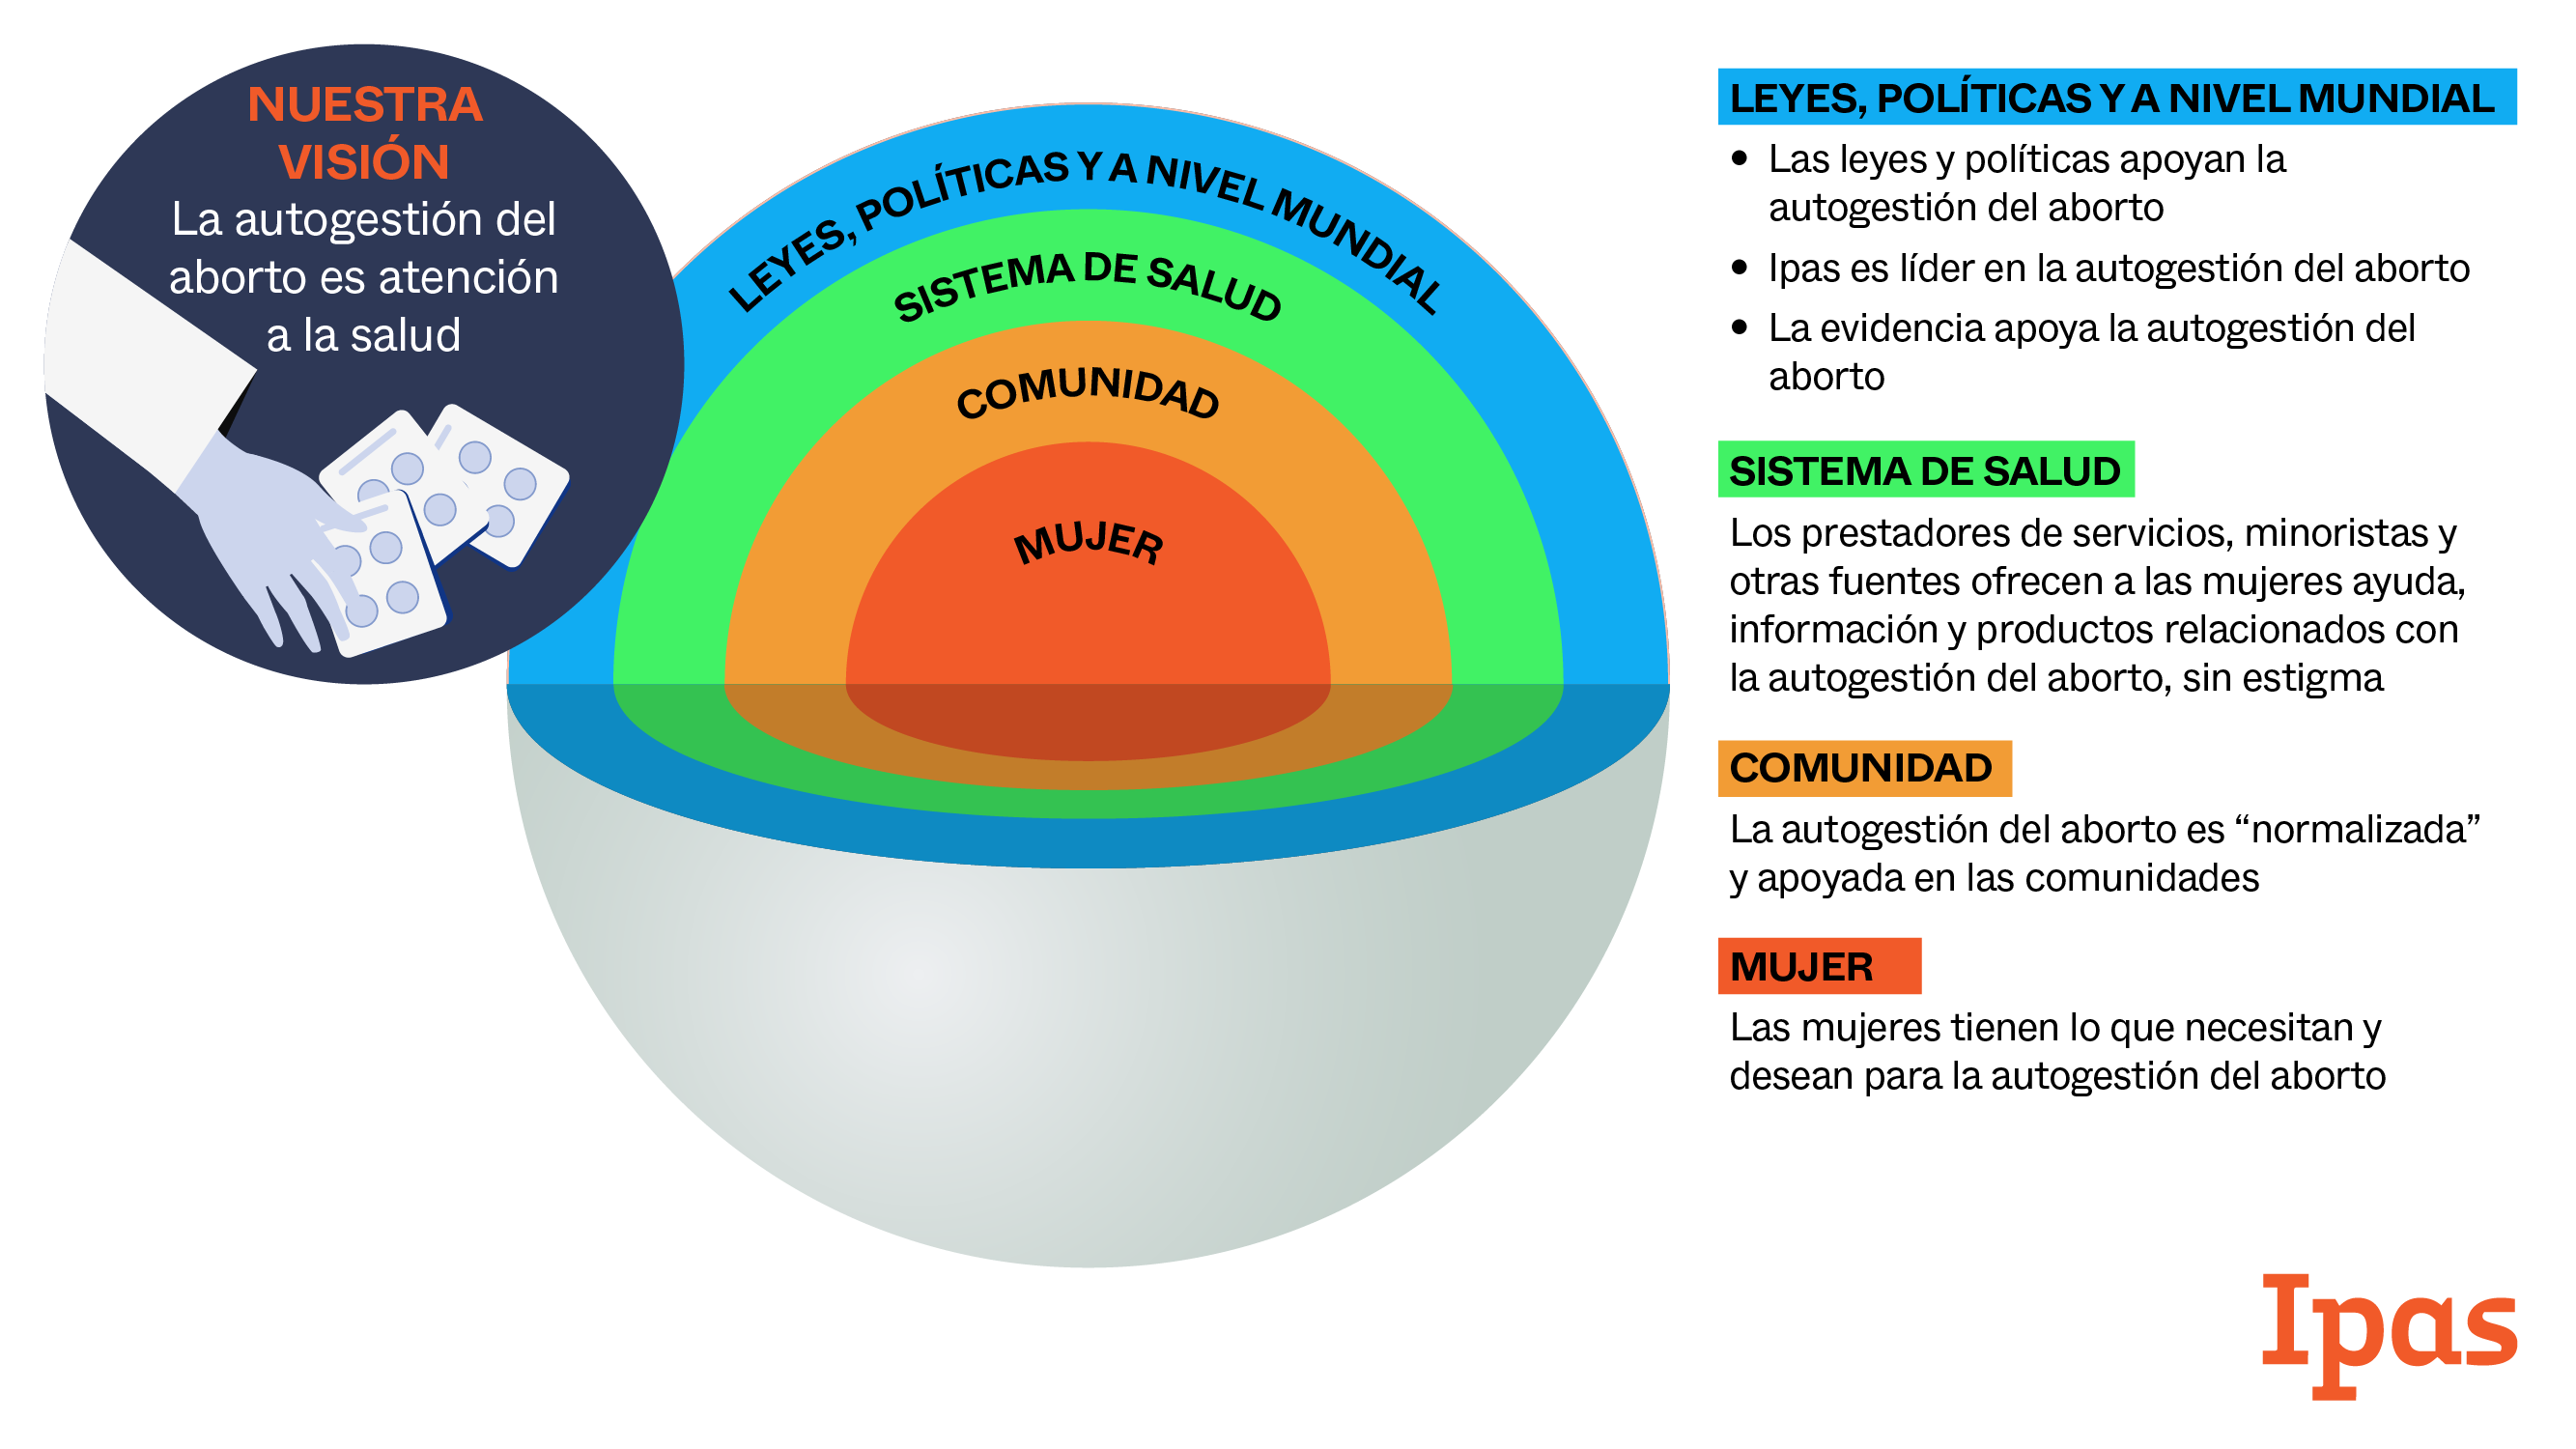 NUESTRA
VISIÓN
La autogestión del
aborto es atención
a la salud
LEYES, POLÍTICAS Y A NIVEL MUNDIAL
SISTEMA DE SALUD
COMUNIDAD
MUJER
LEYES, POLÍTICAS Y A NIVEL MUNDIAL
• Las leyes y políticas apoyan la
autogestión del aborto
• Ipas es líder en la autogestión del aborto
• La evidencia apoya la autogestión del
aborto
SISTEMA DE SALUD
Los prestadores de servicios, minoristas y
otras fuentes ofrecen a las mujeres ayuda,
información y productos relacionados con
la autogestión del aborto, sin estigma
COMUNIDAD
La autogestión del aborto es “normalizada”
y apoyada en las comunidades
MUJER
Las mujeres tienen lo que necesitan y
desean para la autogestión del aborto
Ipas